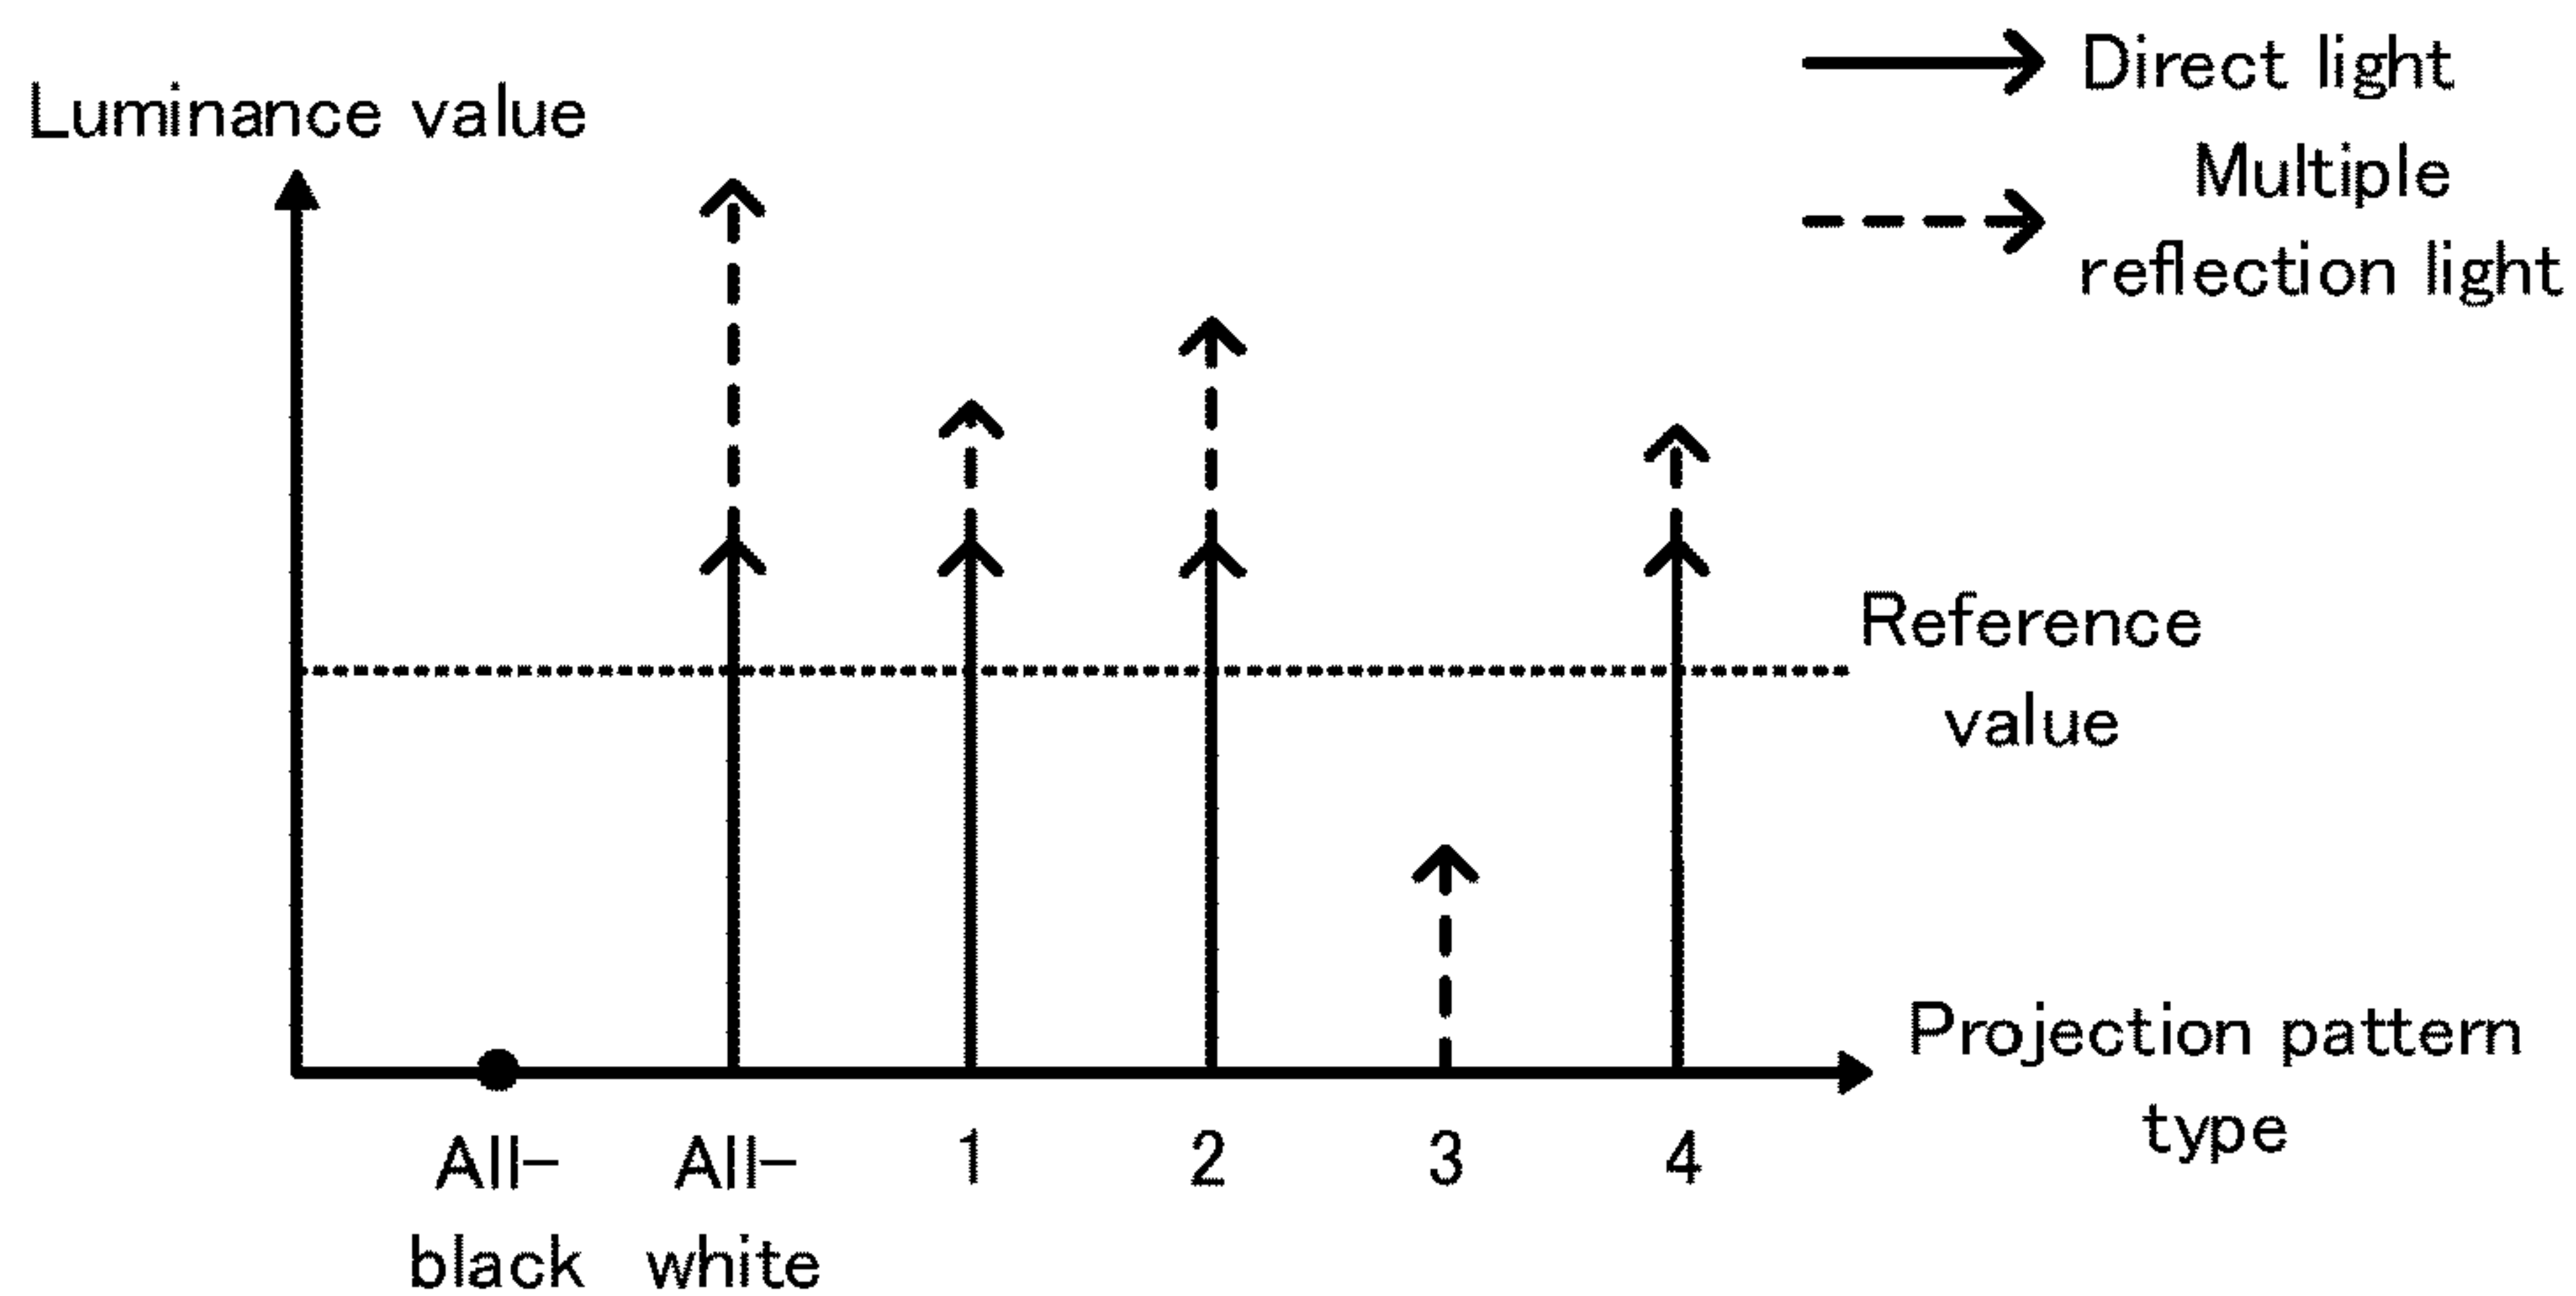 Direct light
Luminance value
Multiple
reflection light
Reference
value
Projection pattern
type
All-
black
All-
white
1
2
3
4